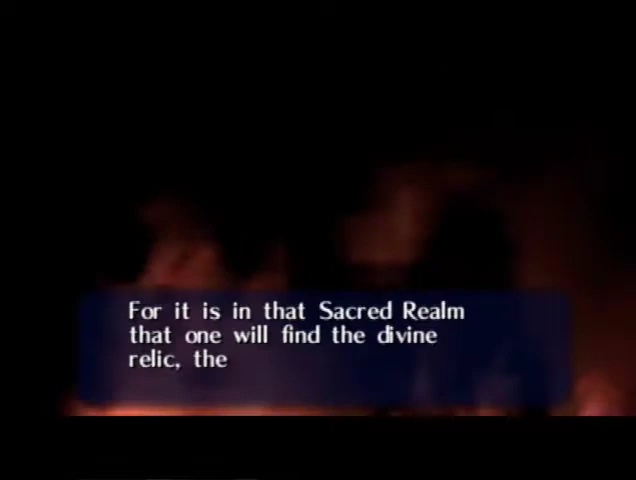 For it is in that Sacred Realm
that one will find the divine
relic, the